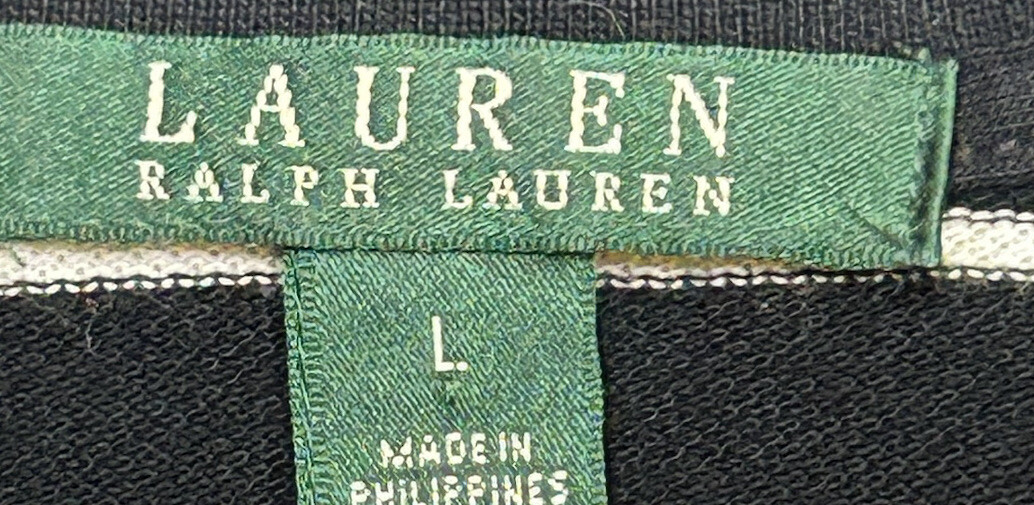 LAUREN
RALPH LAUREN
L
MADE IN
PHILIPPINES